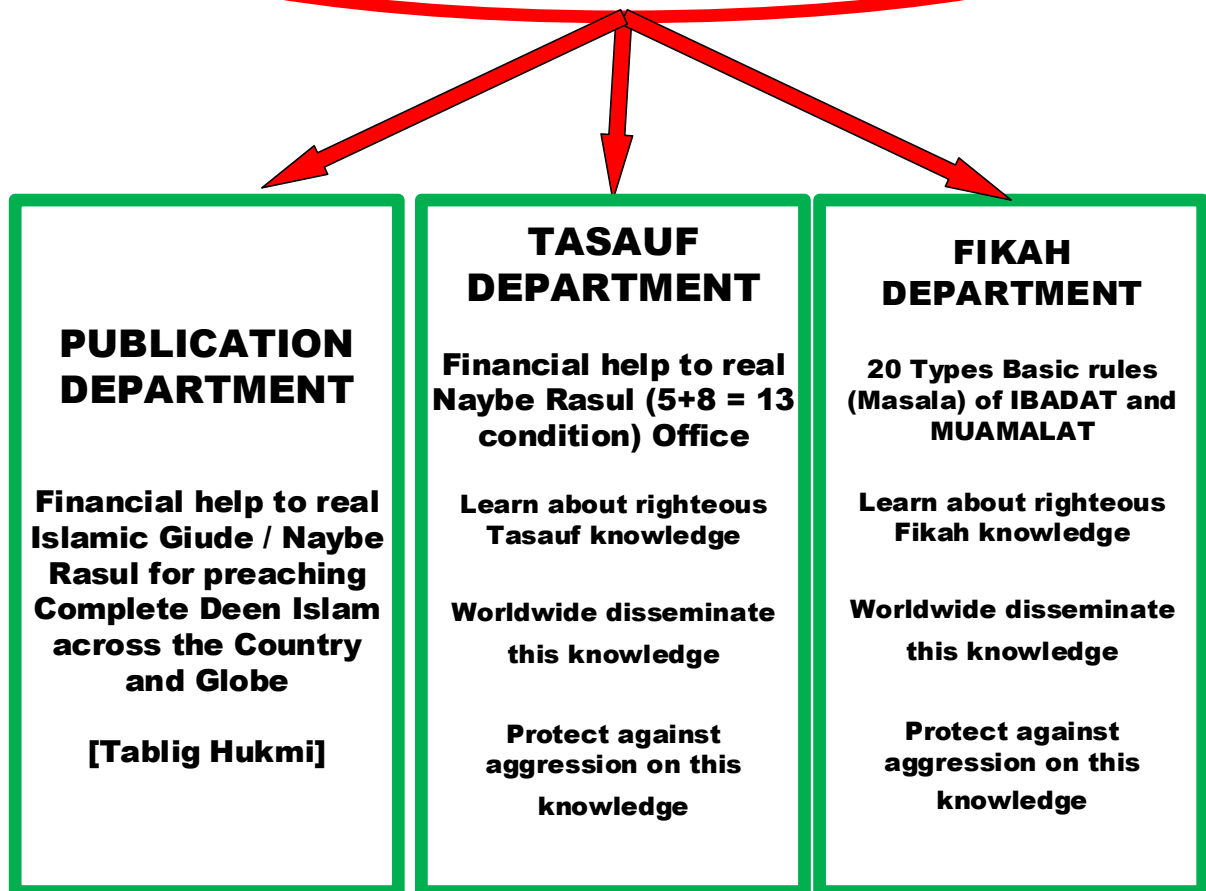 PUBLICATION
DEPARTMENT
Financial help to real
Islamic Giude / Naybe
Rasul for preaching
Complete Deen Islam
across the Country
and Globe
[Tablig Hukmi]
TASAUF
DEPARTMENT
Financial help to real
Naybe Rasul (5+8 = 13
condition) Office
Learn about righteous
Tasauf knowledge
Worldwide disseminate
this knowledge
Protect against
aggression on this
knowledge
FIKAH
DEPARTMENT
20 Types Basic rules
(Masala) of IBADAT and
MUAMALAT
Learn about righteous
Fikah knowledge
Worldwide disseminate
this knowledge
Protect against
aggression on this
knowledge